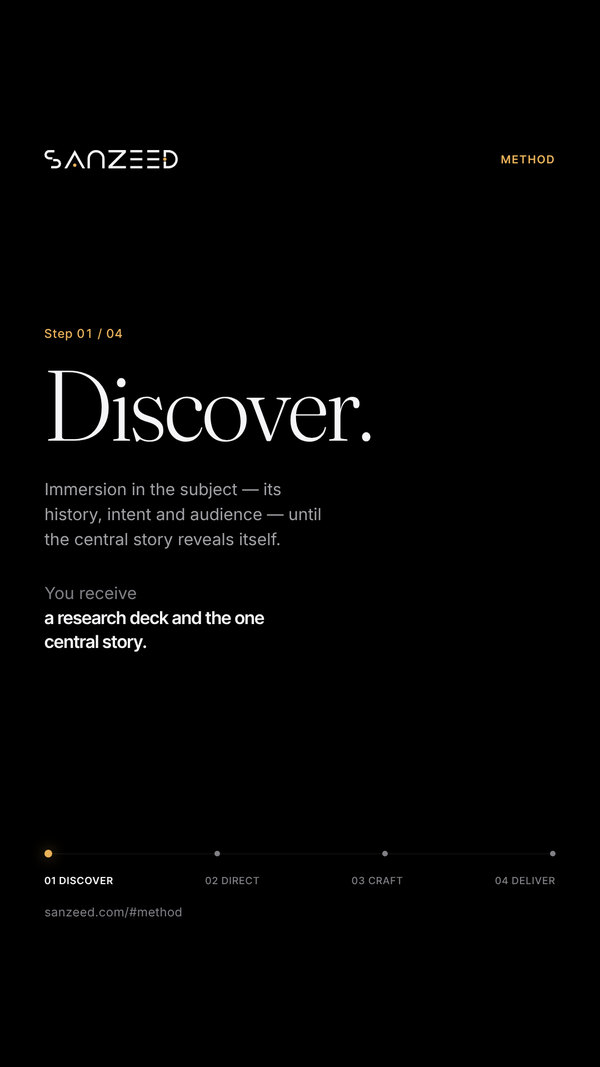 SANZEED
METHOD
Step 01 / 04
Discover.
Immersion in the subject — its
history, intent and audience — until
the central story reveals itself.
You receive
a research deck and the one
central story.
01 DISCOVER
02 DIRECT
03 CRAFT
04 DELIVER
sanzeed.com/#method